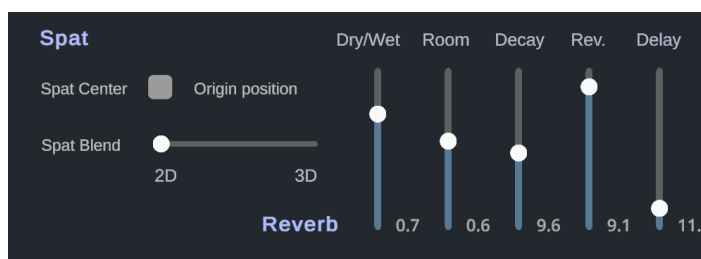 Spat Dry/Wet Room Decay Rev. Delay
Spat Center Origin position
Spat Blend
2D 3D
Reverb 0.7 0.6 9.6 9.1 11.